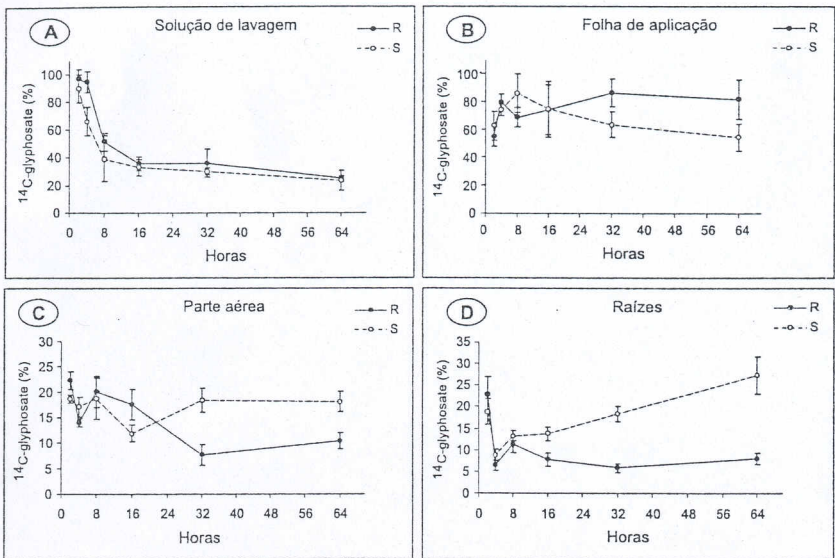 A
Solução de lavagem
R
S
100
80
60
40
20
0
¹⁴C-glyphosate (%)
0 8 16 24 32 40 48 56 64
Horas
B
Folha de aplicação
R
S
100
80
60
40
20
0
¹⁴C-glyphosate (%)
0 8 16 24 32 40 48 56 64
Horas
C
Parte aérea
R
S
30
25
20
15
10
5
0
¹⁴C-glyphosate (%)
0 8 16 24 32 40 48 56 64
Horas
D
Raízes
R
S
35
30
25
20
15
10
5
0
¹⁴C-glyphosate (%)
0 8 16 24 32 40 48 56 64
Horas